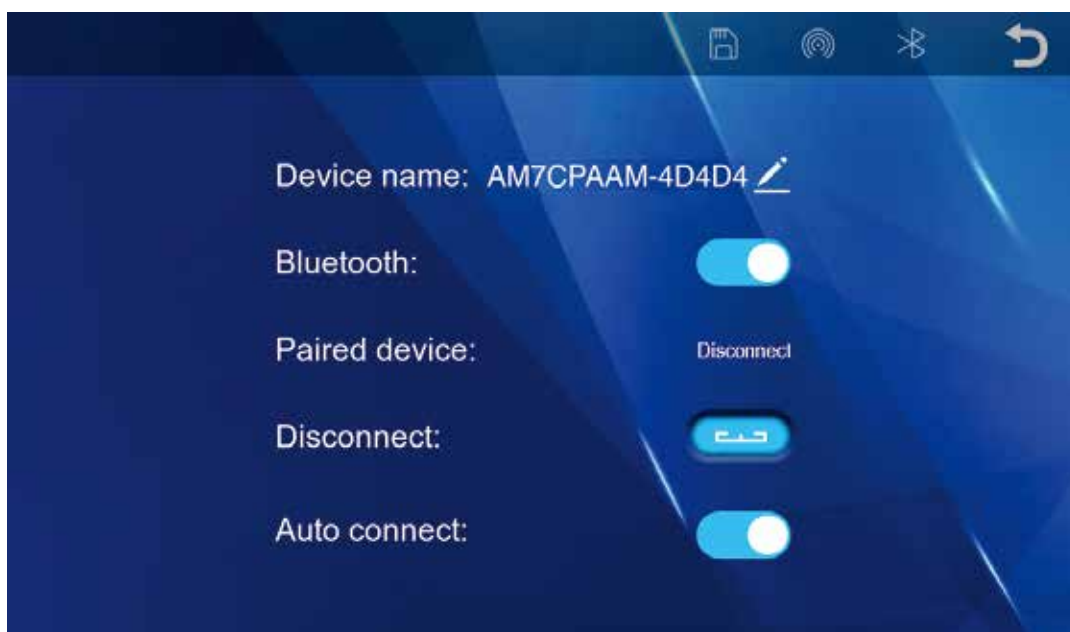 Device name: AM7CPAAM-4D4D4
Bluetooth:
Paired device: Disconnect
Disconnect:
Auto connect: